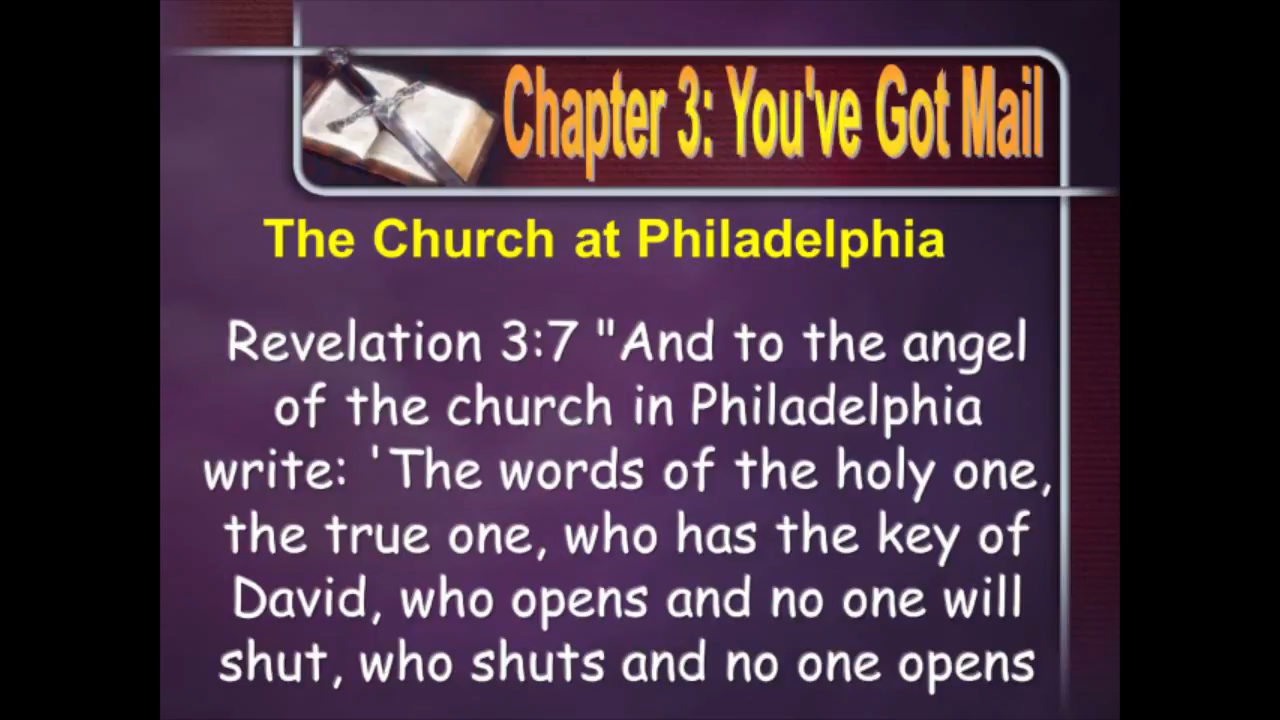 Chapter 3: You've Got Mail
The Church at Philadelphia
Revelation 3:7 "And to the angel
of the church in Philadelphia
write: 'The words of the holy one,
the true one, who has the key of
David, who opens and no one will
shut, who shuts and no one opens